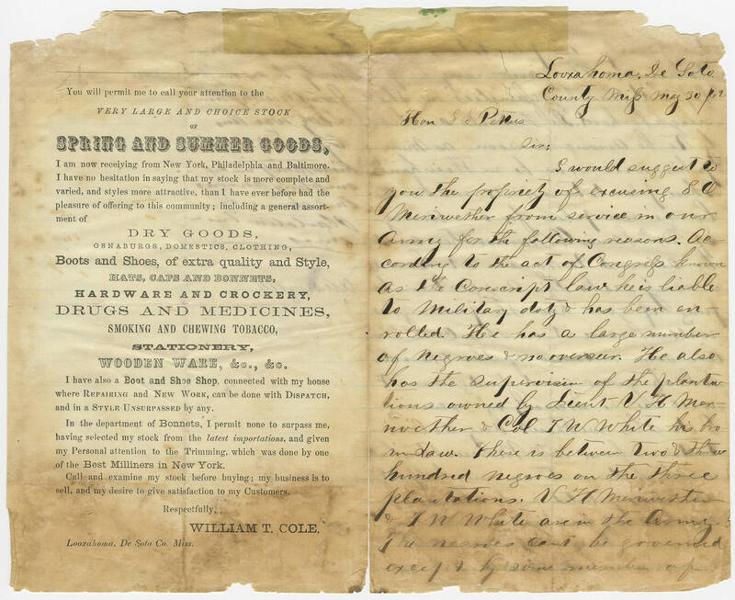 You will permit me to call your attention to the
VERY LARGE AND CHOICE STOCK
OF
SPRING AND SUMMER GOODS,
I am now receiving from New York, Philadelphia and Baltimore.
I have no hesitation in saying that my stock is more complete and
varied, and styles more attractive, than I have ever before had the
pleasure of offering to this community; including a general assort-
ment of
DRY GOODS,
OSNABURGS, DOMESTICS, CLOTHING,
Boots and Shoes, of extra quality and Style,
HATS, CAPS AND BONNETS,
HARDWARE AND CROCKERY,
DRUGS AND MEDICINES,
SMOKING AND CHEWING TOBACCO,
STATIONERY,
WOODEN WARE, &c., &c.
I have also a Boot and Shoe Shop, connected with my house
where REPAIRING and NEW WORK, can be done with DISPATCH,
and in a STYLE UNSURPASSED by any.
In the department of Bonnets, I permit none to surpass me,
having selected my stock from the latest importations, and given
my Personal attention to the Trimming, which was done by one
of the Best Milliners in New York.
Call and examine my stock before buying; my business is to
sell, and my desire to give satisfaction to my Customers.
Respectfully,
WILLIAM T. COLE.
Looxahoma, De Soto Co. Miss.
Looxahoma, De Soto
County Miss May 30
Hon Pettus
Sir,
I would suggest to
you the propriety of excusing
Meriwether from service in our
Army for the following reasons. Ac
cording to the act of Congress known
as the Conscript law he is liable
to Military duty & has been en
rolled. He has a large number
of negroes & no overseer. He also
has the supervision of the planta
tions owned by Lieut V H Mer
iwether & Col T W White his bro
in law. There is between two & three
hundred negroes on the three
plantations. V H Meriwether
& T W White are in the Army
The negroes cant be governed
except by some member of